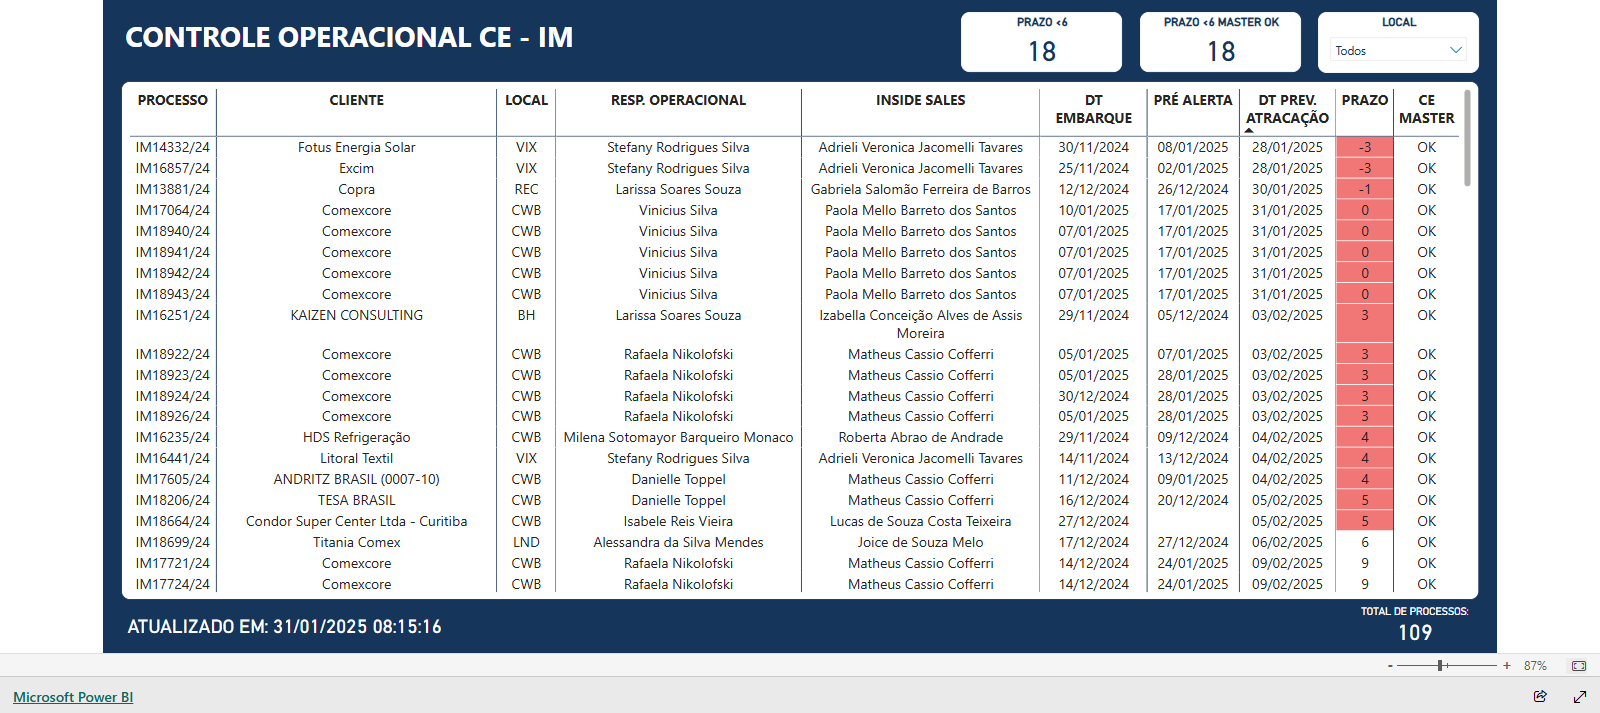 CONTROLE OPERACIONAL CE - IM
PRAZO <6
18
PRAZO <6 MASTER OK
18
LOCAL
Todos
PROCESSO CLIENTE LOCAL RESP. OPERACIONAL INSIDE SALES DT EMBARQUE PRÉ ALERTA DT PREV. ATRACAÇÃO PRAZO CE MASTER
IM14332/24 Fotus Energia Solar VIX Stefany Rodrigues Silva Adrieli Veronica Jacomelli Tavares 30/11/2024 08/01/2025 28/01/2025 -3 OK
IM16857/24 Excim VIX Stefany Rodrigues Silva Adrieli Veronica Jacomelli Tavares 25/11/2024 02/01/2025 28/01/2025 -3 OK
IM13881/24 Copra REC Larissa Soares Souza Gabriela Salomão Ferreira de Barros 12/12/2024 26/12/2024 30/01/2025 -1 OK
IM17064/24 Comexcore CWB Vinicius Silva Paola Mello Barreto dos Santos 10/01/2025 17/01/2025 31/01/2025 0 OK
IM18940/24 Comexcore CWB Vinicius Silva Paola Mello Barreto dos Santos 07/01/2025 17/01/2025 31/01/2025 0 OK
IM18941/24 Comexcore CWB Vinicius Silva Paola Mello Barreto dos Santos 07/01/2025 17/01/2025 31/01/2025 0 OK
IM18942/24 Comexcore CWB Vinicius Silva Paola Mello Barreto dos Santos 07/01/2025 17/01/2025 31/01/2025 0 OK
IM18943/24 Comexcore CWB Vinicius Silva Paola Mello Barreto dos Santos 07/01/2025 17/01/2025 31/01/2025 0 OK
IM16251/24 KAIZEN CONSULTING BH Larissa Soares Souza Izabella Conceição Alves de Assis Moreira 29/11/2024 05/12/2024 03/02/2025 3 OK
IM18922/24 Comexcore CWB Rafaela Nikolofski Matheus Cassio Cofferri 05/01/2025 07/01/2025 03/02/2025 3 OK
IM18923/24 Comexcore CWB Rafaela Nikolofski Matheus Cassio Cofferri 05/01/2025 28/01/2025 03/02/2025 3 OK
IM18924/24 Comexcore CWB Rafaela Nikolofski Matheus Cassio Cofferri 30/12/2024 28/01/2025 03/02/2025 3 OK
IM18926/24 Comexcore CWB Rafaela Nikolofski Matheus Cassio Cofferri 05/01/2025 28/01/2025 03/02/2025 3 OK
IM16235/24 HDS Refrigeração CWB Milena Sotomayor Barqueiro Monaco Roberta Abrao de Andrade 29/11/2024 09/12/2024 04/02/2025 4 OK
IM16441/24 Litoral Textil VIX Stefany Rodrigues Silva Adrieli Veronica Jacomelli Tavares 14/11/2024 13/12/2024 04/02/2025 4 OK
IM17605/24 ANDRITZ BRASIL (0007-10) CWB Danielle Toppel Matheus Cassio Cofferri 11/12/2024 09/01/2025 04/02/2025 4 OK
IM18206/24 TESA BRASIL CWB Danielle Toppel Matheus Cassio Cofferri 16/12/2024 20/12/2024 05/02/2025 5 OK
IM18664/24 Condor Super Center Ltda - Curitiba CWB Isabele Reis Vieira Lucas de Souza Costa Teixeira 27/12/2024 05/02/2025 5 OK
IM18699/24 Titania Comex LND Alessandra da Silva Mendes Joice de Souza Melo 17/12/2024 27/12/2024 06/02/2025 6 OK
IM17721/24 Comexcore CWB Rafaela Nikolofski Matheus Cassio Cofferri 14/12/2024 24/01/2025 09/02/2025 9 OK
IM17724/24 Comexcore CWB Rafaela Nikolofski Matheus Cassio Cofferri 14/12/2024 24/01/2025 09/02/2025 9 OK
ATUALIZADO EM: 31/01/2025 08:15:16
TOTAL DE PROCESSOS:
109
- + 87%
Microsoft Power BI